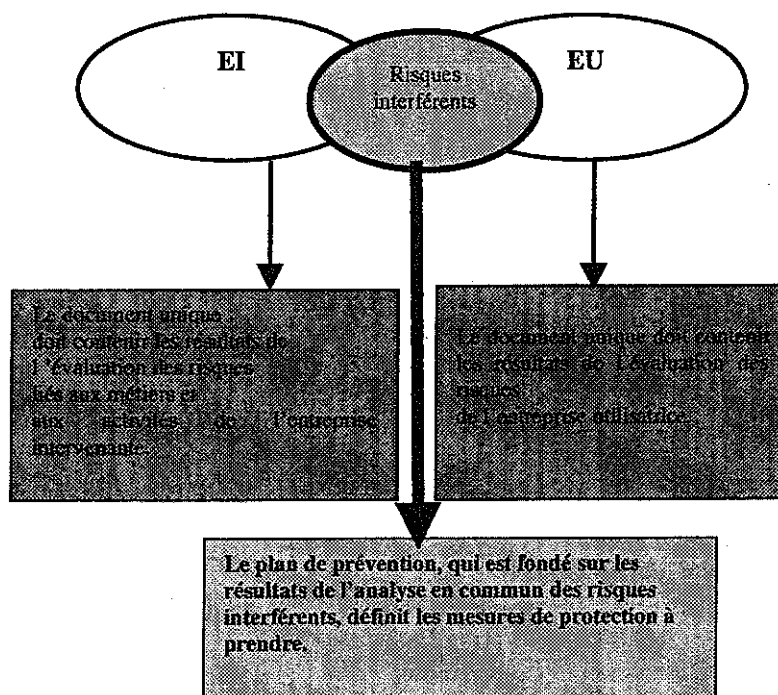 EI
Risques
interférents
EU
Le document unique :
doit contenir les résultats de
l 'évaluation des risques
liés aux métiers et
aux activités de l'entreprise
intervenante.
Le document unique doit contenir
les résultats de l'évaluation des
risques
de l'entreprise utilisatrice.
Le plan de prévention, qui est fondé sur les
résultats de l'analyse en commun des risques
interférents, définit les mesures de protection à
prendre.